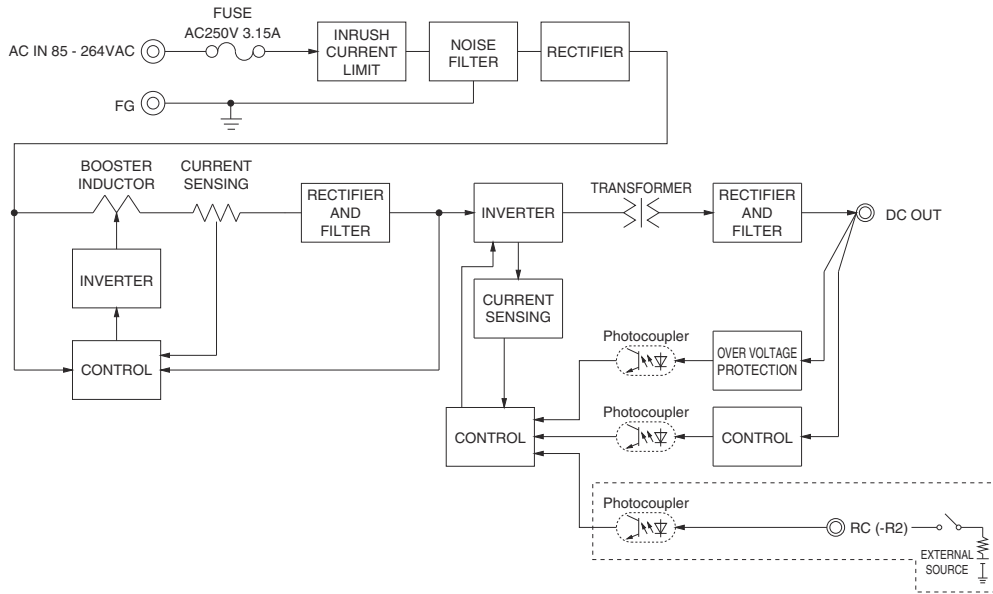 FUSE
AC250V 3.15A
AC IN 85 - 264VAC
INRUSH
CURRENT
LIMIT
NOISE
FILTER
RECTIFIER
FG
BOOSTER
INDUCTOR
CURRENT
SENSING
RECTIFIER
AND
FILTER
INVERTER
TRANSFORMER
RECTIFIER
AND
FILTER
DC OUT
INVERTER
CURRENT
SENSING
CONTROL
Photocoupler
OVER VOLTAGE
PROTECTION
Photocoupler
CONTROL
CONTROL
Photocoupler
RC (-R2)
EXTERNAL
SOURCE